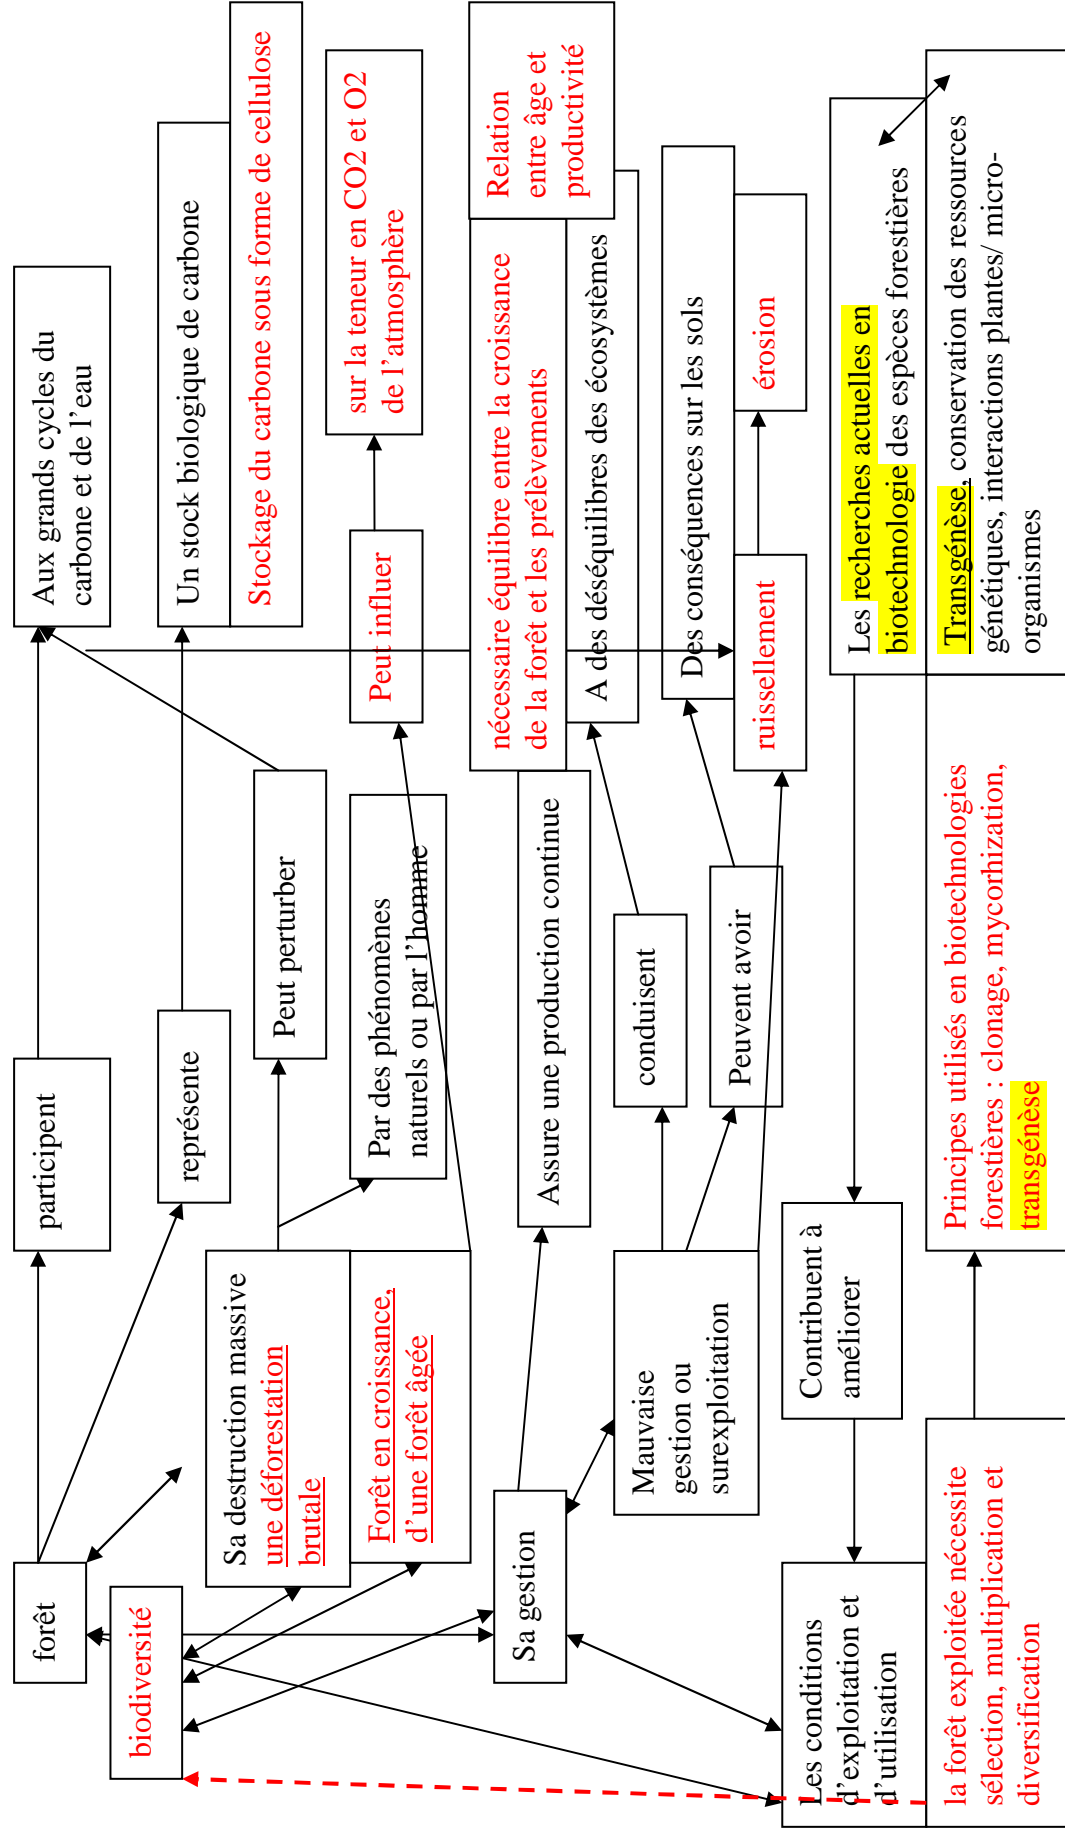 forêt
participent
Aux grands cycles du
carbone et de l'eau
biodiversité
représente
Un stock biologique de carbone
Stockage du carbone sous forme de cellulose
Sa destruction massive
une déforestation
brutale
Peut perturber
Par des phénomènes
naturels ou par l'homme
Forêt en croissance,
d'une forêt âgée
Peut influer
sur la teneur en CO2 et O2
de l'atmosphère
Sa gestion
Assure une production continue
nécessaire équilibre entre la croissance
de la forêt et les prélèvements
Relation
entre âge et
productivité
Mauvaise
gestion ou
surexploitation
conduisent
A des déséquilibres des écosystèmes
Peuvent avoir
Des conséquences sur les sols
ruissellement
érosion
Les conditions
d'exploitation et
d'utilisation
Contribuent à
améliorer
Les recherches actuelles en
biotechnologie des espèces forestières
la forêt exploitée nécessite
sélection, multiplication et
diversification
Principes utilisés en biotechnologies
forestières : clonage, mycorhization,
transgénèse
Transgénèse, conservation des ressources
génétiques, interactions plantes/ micro-
organismes